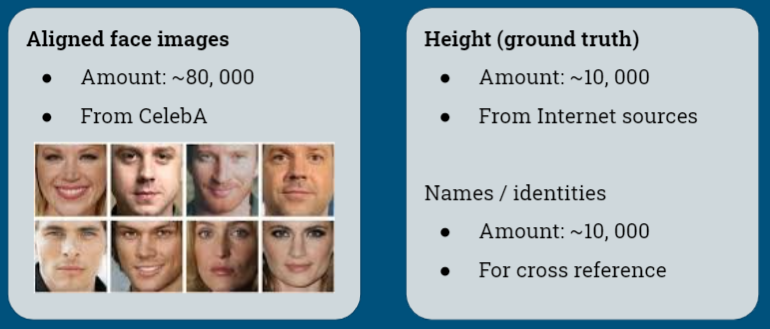 Aligned face images
● Amount: ~80, 000
● From CelebA
Height (ground truth)
● Amount: ~10, 000
● From Internet sources
Names / identities
● Amount: ~10, 000
● For cross reference